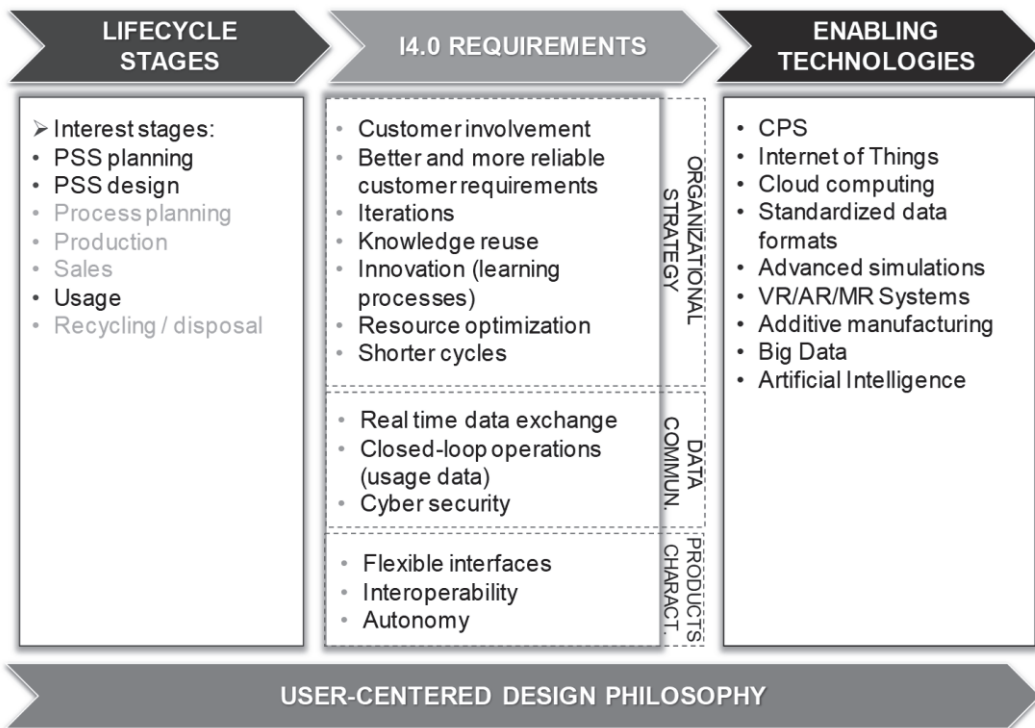 LIFECYCLE
STAGES
I4.0 REQUIREMENTS
ENABLING
TECHNOLOGIES
➢ Interest stages:
• PSS planning
• PSS design
• Process planning
• Production
• Sales
• Usage
• Recycling / disposal
• Customer involvement
• Better and more reliable
customer requirements
• Iterations
• Knowledge reuse
• Innovation (learning
processes)
• Resource optimization
• Shorter cycles
ORGANIZATIONAL
STRATEGY
• Real time data exchange
• Closed-loop operations
(usage data)
• Cyber security
DATA
COMMUN.
• Flexible interfaces
• Interoperability
• Autonomy
PRODUCTS
CHARACT.
• CPS
• Internet of Things
• Cloud computing
• Standardized data
formats
• Advanced simulations
• VR/AR/MR Systems
• Additive manufacturing
• Big Data
• Artificial Intelligence
USER-CENTERED DESIGN PHILOSOPHY